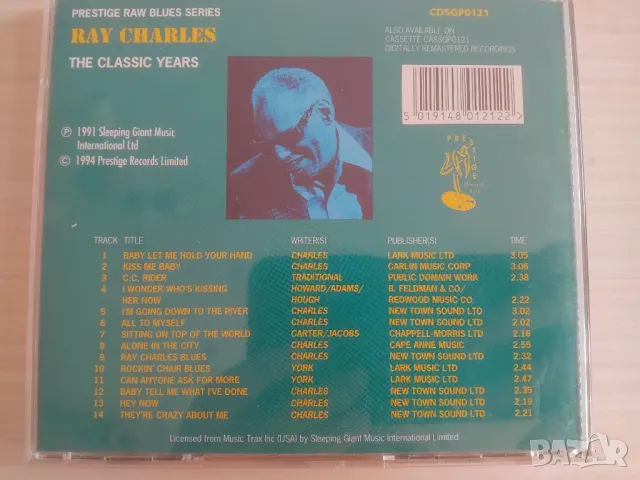 PRESTIGE RAW BLUES SERIES
CDSGP0121
RAY CHARLES
ALSO AVAILABLE ON
CASSETTE CASSGP0121
DIGITALLY REMASTERED RECORDINGS
THE CLASSIC YEARS
5 019148 012122
Ⓟ 1991 Sleeping Giant Music
International Ltd
© 1994 Prestige Records Limited
PRESTIGE
TRACK TITLE WRITER(S) PUBLISHER(S) TIME
1 BABY LET ME HOLD YOUR HAND CHARLES LARK MUSIC LTD 3.05
2 KISS ME BABY CHARLES CARLIN MUSIC CORP 3.06
3 C.C. RIDER TRADITIONAL PUBLIC DOMAIN WORK 2.38
4 I WONDER WHO'S KISSING HOWARD/ADAMS/ B. FELDMAN & CO/
HER NOW HOUGH REDWOOD MUSIC CO. 2.22
5 I'M GOING DOWN TO THE RIVER CHARLES NEW TOWN SOUND LTD 3.02
6 ALL TO MYSELF CHARLES NEW TOWN SOUND LTD 2.02
7 SITTING ON TOP OF THE WORLD CARTER/JACOBS CHAPPELL-MORRIS LTD 2.16
8 ALONE IN THE CITY CHARLES CAPE ANNE MUSIC 2.55
9 RAY CHARLES BLUES CHARLES NEW TOWN SOUND LTD 2.32
10 ROCKIN' CHAIR BLUES YORK LARK MUSIC LTD 2.44
11 CAN ANYONE ASK FOR MORE YORK LARK MUSIC LTD 2.47
12 BABY TELL ME WHAT I'VE DONE CHARLES NEW TOWN SOUND LTD 2.35
13 HEY NOW CHARLES NEW TOWN SOUND LTD 2.19
14 THEY'RE CRAZY ABOUT ME CHARLES NEW TOWN SOUND LTD 2.21
Licensed from Music Trax Inc (USA) by Sleeping Giant Music International Limited
BAZAR
bg